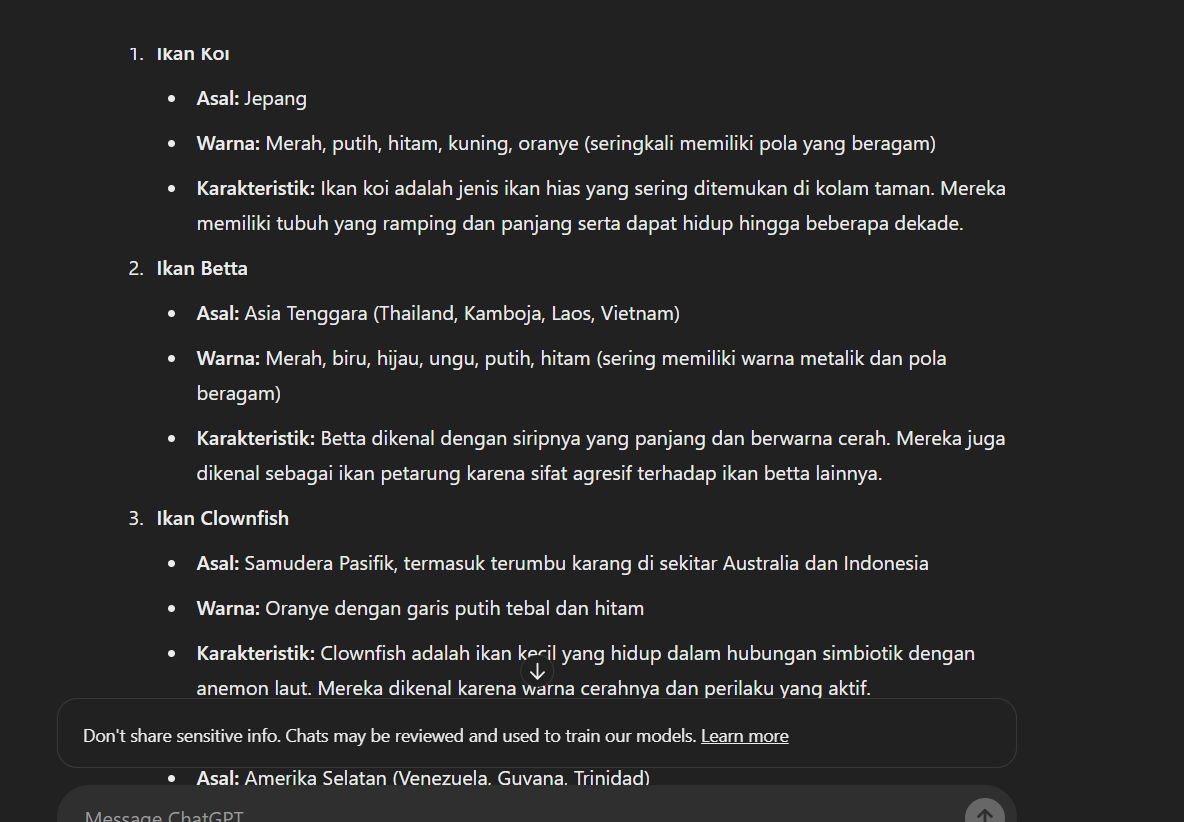 1. Ikan Koi
• Asal: Jepang
• Warna: Merah, putih, hitam, kuning, oranye (seringkali memiliki pola yang beragam)
• Karakteristik: Ikan koi adalah jenis ikan hias yang sering ditemukan di kolam taman. Mereka
memiliki tubuh yang ramping dan panjang serta dapat hidup hingga beberapa dekade.
2. Ikan Betta
• Asal: Asia Tenggara (Thailand, Kamboja, Laos, Vietnam)
• Warna: Merah, biru, hijau, ungu, putih, hitam (sering memiliki warna metalik dan pola
beragam)
• Karakteristik: Betta dikenal dengan siripnya yang panjang dan berwarna cerah. Mereka juga
dikenal sebagai ikan petarung karena sifat agresif terhadap ikan betta lainnya.
3. Ikan Clownfish
• Asal: Samudera Pasifik, termasuk terumbu karang di sekitar Australia dan Indonesia
• Warna: Oranye dengan garis putih tebal dan hitam
• Karakteristik: Clownfish adalah ikan kecil yang hidup dalam hubungan simbiotik dengan
anemon laut. Mereka dikenal karena warna cerahnya dan perilaku yang aktif.
Don't share sensitive info. Chats may be reviewed and used to train our models. Learn more
• Asal: Amerika Selatan (Venezuela, Guyana, Trinidad)
Message ChatGPT